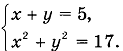 x + y = 5,
x² + y² = 17.